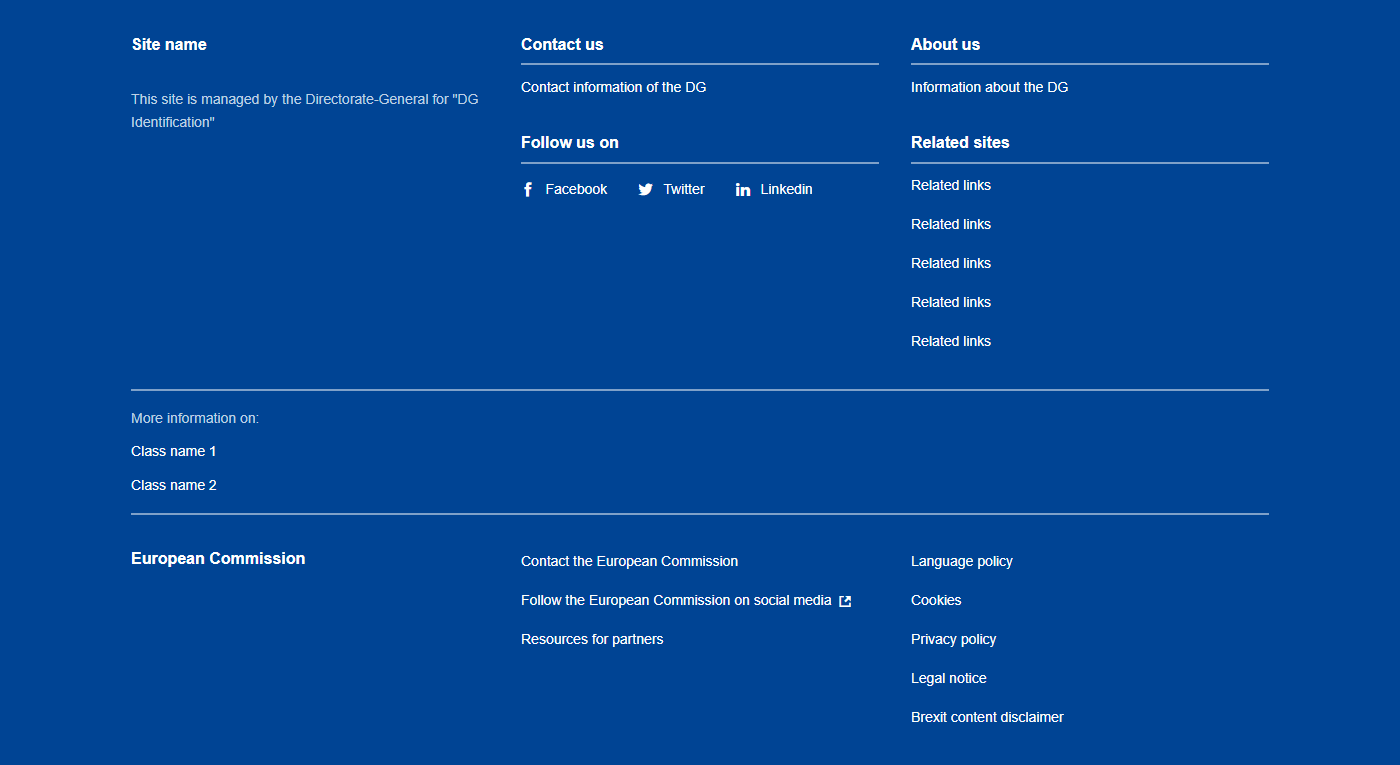 Site name
This site is managed by the Directorate-General for "DG
Identification"
Contact us
Contact information of the DG
Follow us on
Facebook
Twitter
Linkedin
About us
Information about the DG
Related sites
Related links
Related links
Related links
Related links
Related links
More information on:
Class name 1
Class name 2
European Commission
Contact the European Commission
Follow the European Commission on social media
Resources for partners
Language policy
Cookies
Privacy policy
Legal notice
Brexit content disclaimer